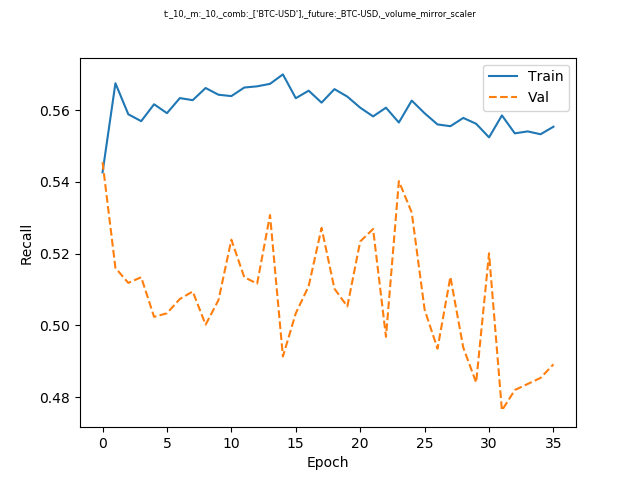 t:_10,_m:_10,_comb:_['BTC-USD'],_future:_BTC-USD,_volume_mirror_scaler
Train
Val
0.56
0.54
0.52
0.50
0.48
Recall
0 5 10 15 20 25 30 35
Epoch